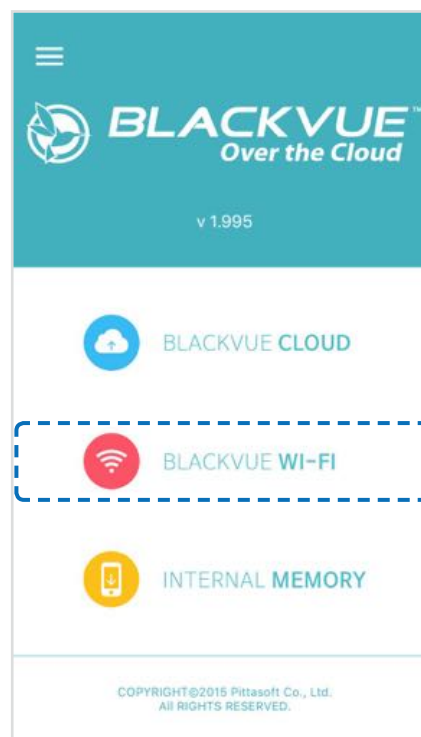 BLACKVUE™
Over the Cloud
v 1.995
BLACKVUE CLOUD
BLACKVUE WI-FI
INTERNAL MEMORY
COPYRIGHT©2015 Pittasoft Co., Ltd.
All RIGHTS RESERVED.